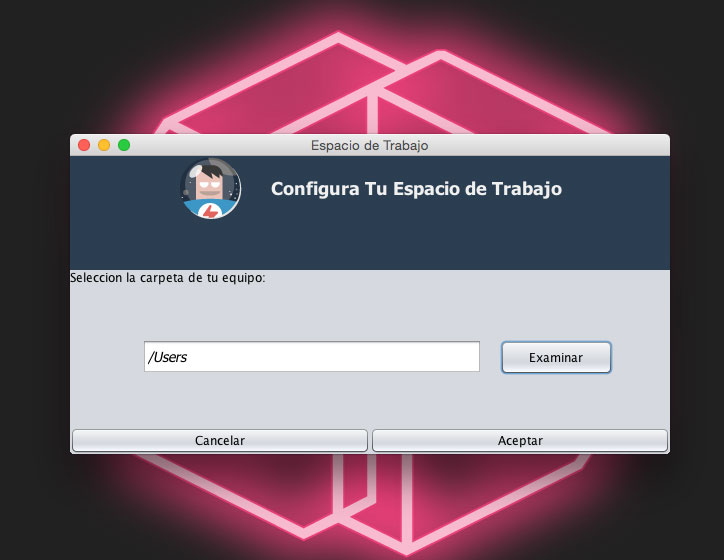 Espacio de Trabajo
Configura Tu Espacio de Trabajo
Seleccion la carpeta de tu equipo:
/Users
Examinar
Cancelar
Aceptar